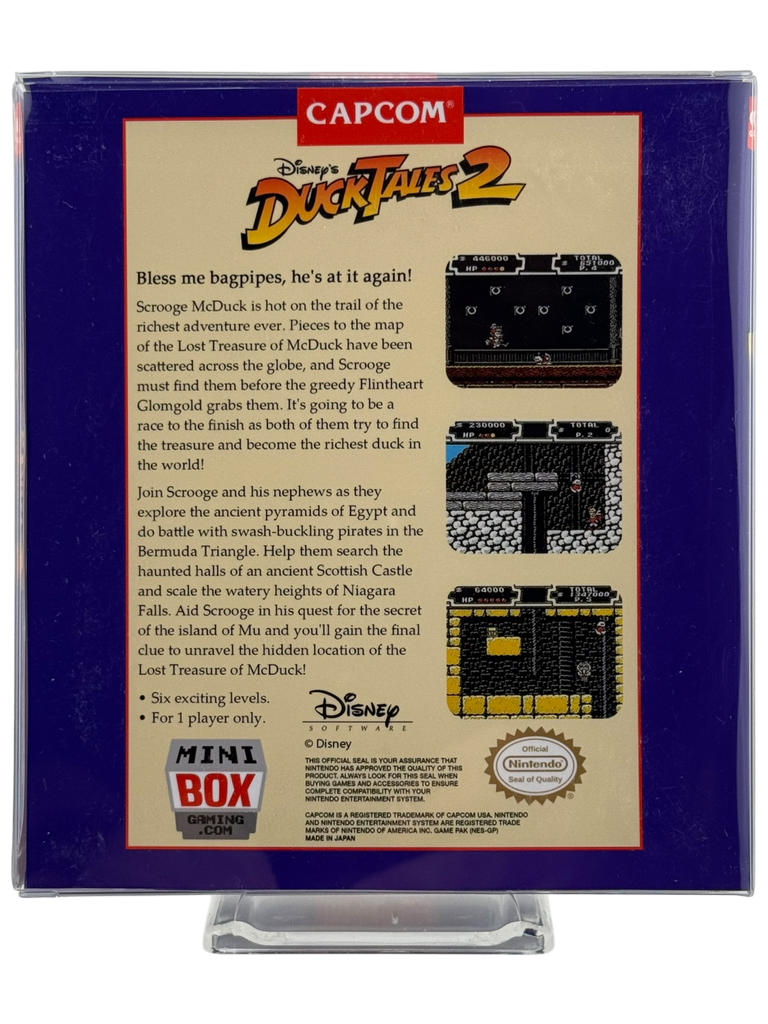 CAPCOM®
DISNEY'S
DUCKTALES 2
Bless me bagpipes, he's at it again!
Scrooge McDuck is hot on the trail of the
richest adventure ever. Pieces to the map
of the Lost Treasure of McDuck have been
scattered across the globe, and Scrooge
must find them before the greedy Flintheart
Glomgold grabs them. It's going to be a
race to the finish as both of them try to find
the treasure and become the richest duck in
the world!
Join Scrooge and his nephews as they
explore the ancient pyramids of Egypt and
do battle with swash-buckling pirates in the
Bermuda Triangle. Help them search the
haunted halls of an ancient Scottish Castle
and scale the watery heights of Niagara
Falls. Aid Scrooge in his quest for the secret
of the island of Mu and you'll gain the final
clue to unravel the hidden location of the
Lost Treasure of McDuck!
• Six exciting levels.
• For 1 player only.
$ 446000 TOTAL
HP $ 651000
P.4
$ 230000 TOTAL
HP $ 0
P.2
$ 64000 TOTAL
HP $ 1347000
P.5
MINI
BOX
GAMING
.COM
Disney
SOFTWARE
© Disney
THIS OFFICIAL SEAL IS YOUR ASSURANCE THAT
NINTENDO HAS APPROVED THE QUALITY OF THIS
PRODUCT. ALWAYS LOOK FOR THIS SEAL WHEN
BUYING GAMES AND ACCESSORIES TO ENSURE
COMPLETE COMPATIBILITY WITH YOUR
NINTENDO ENTERTAINMENT SYSTEM.
Official
Nintendo®
Seal of Quality
®
CAPCOM IS A REGISTERED TRADEMARK OF CAPCOM USA. NINTENDO
AND NINTENDO ENTERTAINMENT SYSTEM ARE REGISTERED TRADE
MARKS OF NINTENDO OF AMERICA INC. GAME PAK (NES-GP)
MADE IN JAPAN